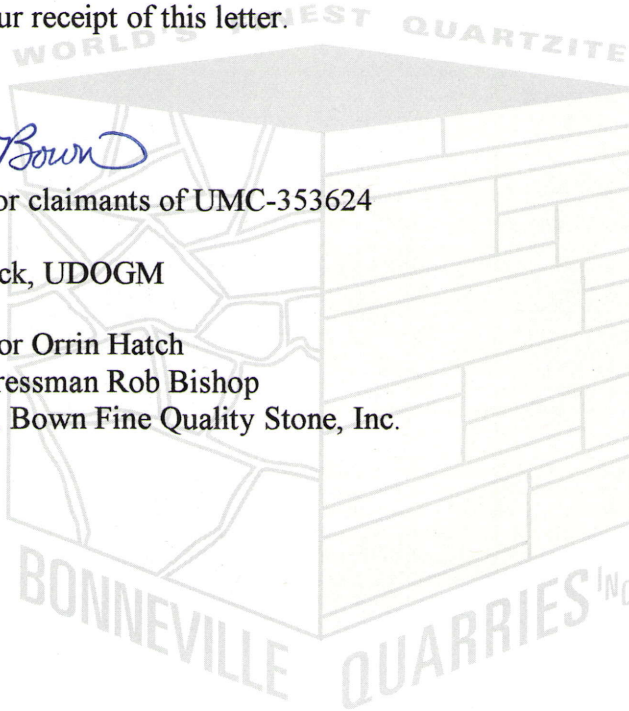 ur receipt of this letter.
WORLD'S FINEST QUARTZITE
Bown
or claimants of UMC-353624
ck, UDOGM
or Orrin Hatch
ressman Rob Bishop
Bown Fine Quality Stone, Inc.
BONNEVILLE QUARRIES INC